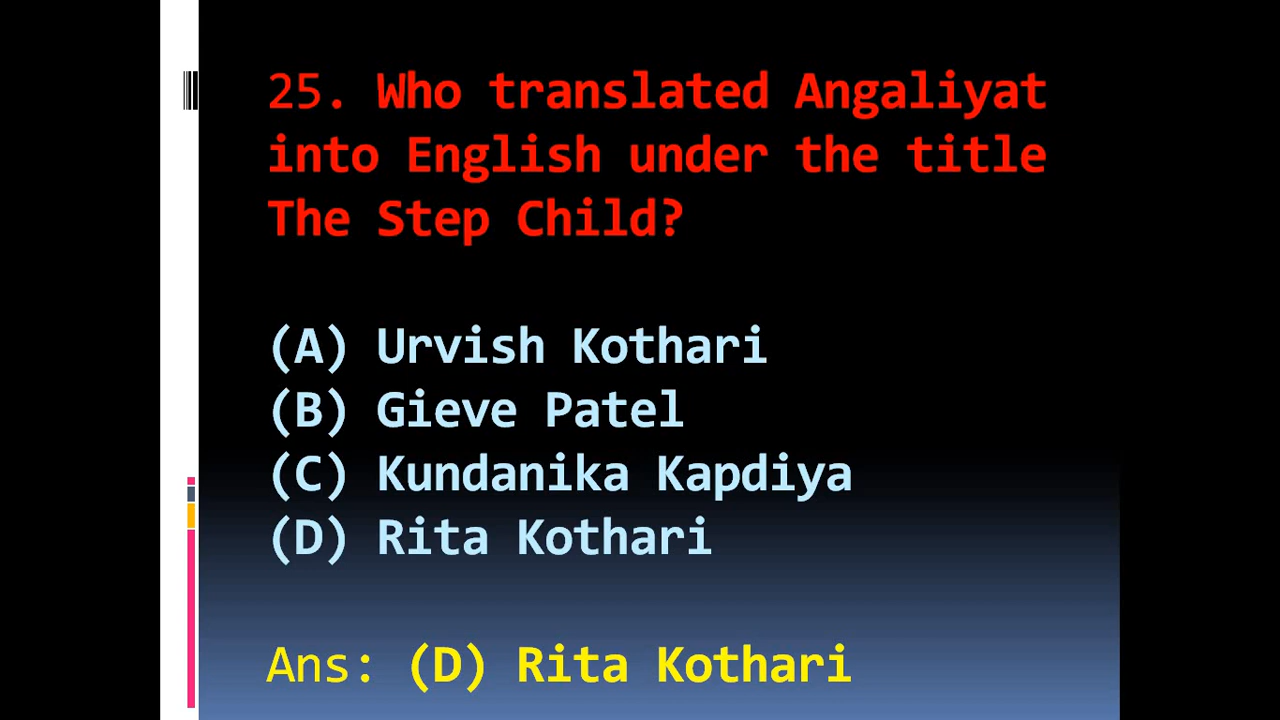 25. Who translated Angaliyat
into English under the title
The Step Child?
(A) Urvish Kothari
(B) Gieve Patel
(C) Kundanika Kapdiya
(D) Rita Kothari
Ans: (D) Rita Kothari